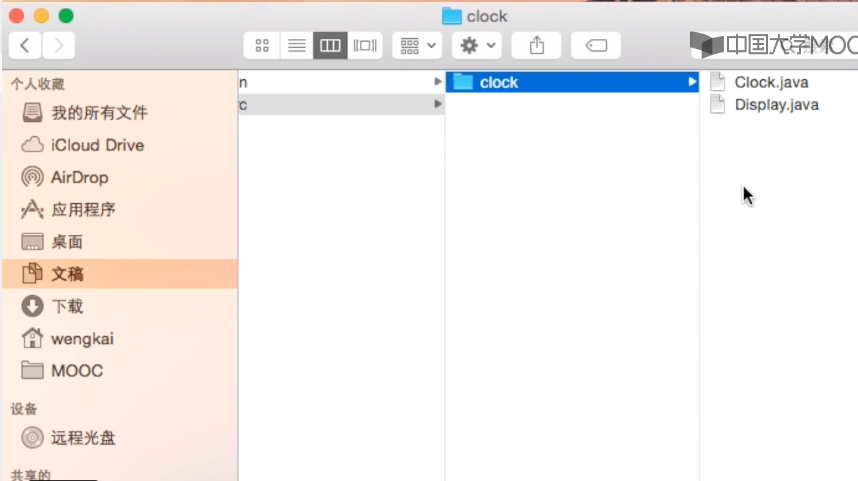 clock
中国大学MOOC
个人收藏
我的所有文件
iCloud Drive
AirDrop
应用程序
桌面
文稿
下载
wengkai
MOOC
设备
远程光盘
共享的
n
c
clock
Clock.java
Display.java